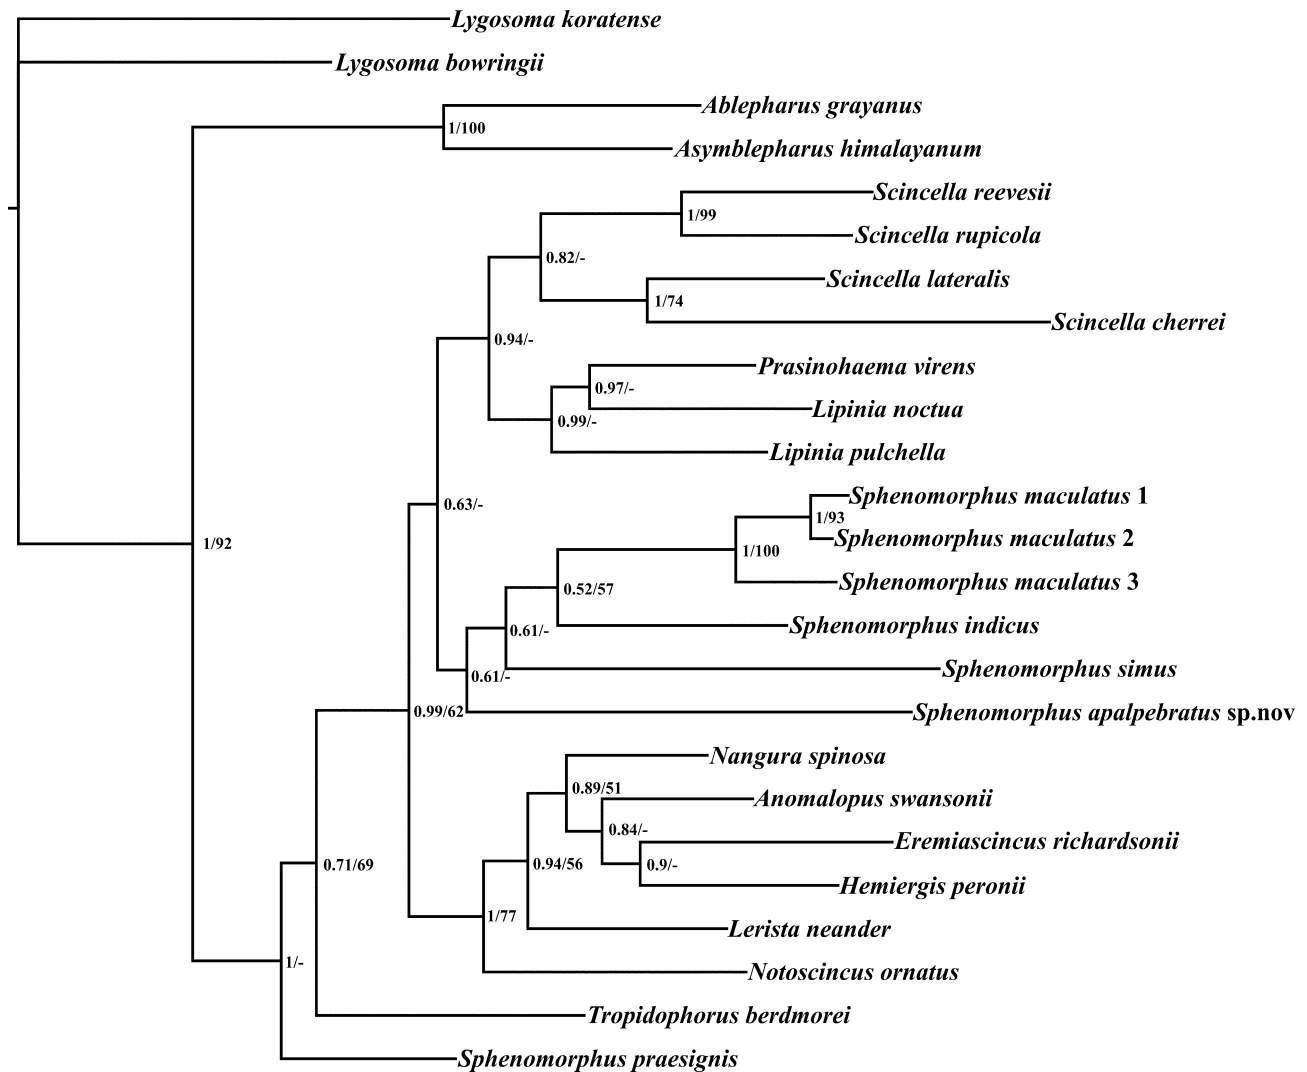 Lygosoma koratense
Lygosoma bowringii
Ablepharus grayanus
1/100
Asymblepharus himalayanum
Scincella reevesii
1/99
Scincella rupicola
0.82/-
Scincella lateralis
1/74
Scincella cherrei
0.94/-
Prasinohaema virens
0.97/-
Lipinia noctua
0.99/-
Lipinia pulchella
Sphenomorphus maculatus 1
0.63/-
1/93
Sphenomorphus maculatus 2
1/92
1/100
Sphenomorphus maculatus 3
0.52/57
Sphenomorphus indicus
0.61/-
Sphenomorphus simus
0.61/-
0.99/62
Sphenomorphus apalpebratus sp.nov
Nangura spinosa
0.89/51
Anomalopus swansonii
0.84/-
Eremiascincus richardsonii
0.71/69
0.94/56
0.9/-
Hemiergis peronii
1/77
Lerista neander
1/-
Notoscincus ornatus
Tropidophorus berdmorei
Sphenomorphus praesignis